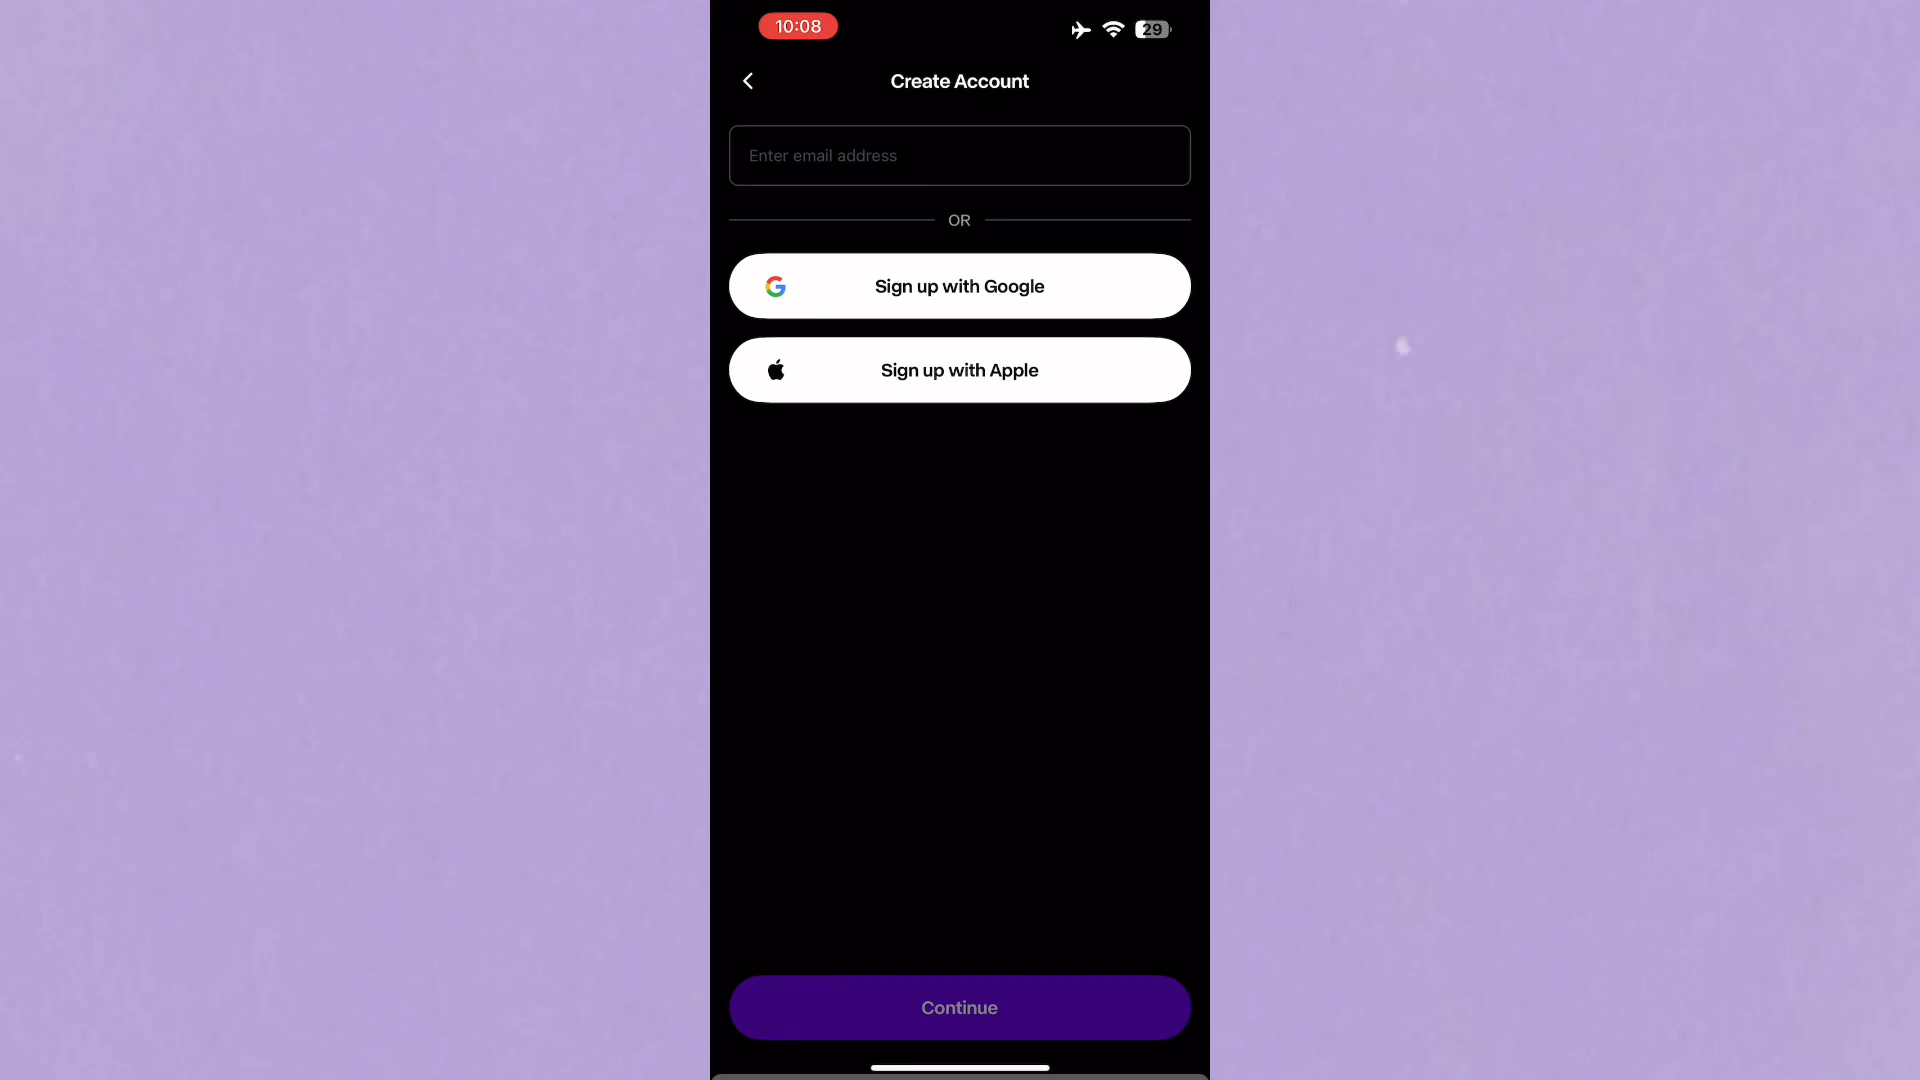 10:08
29
Create Account
Enter email address
OR
Sign up with Google
Sign up with Apple
Continue